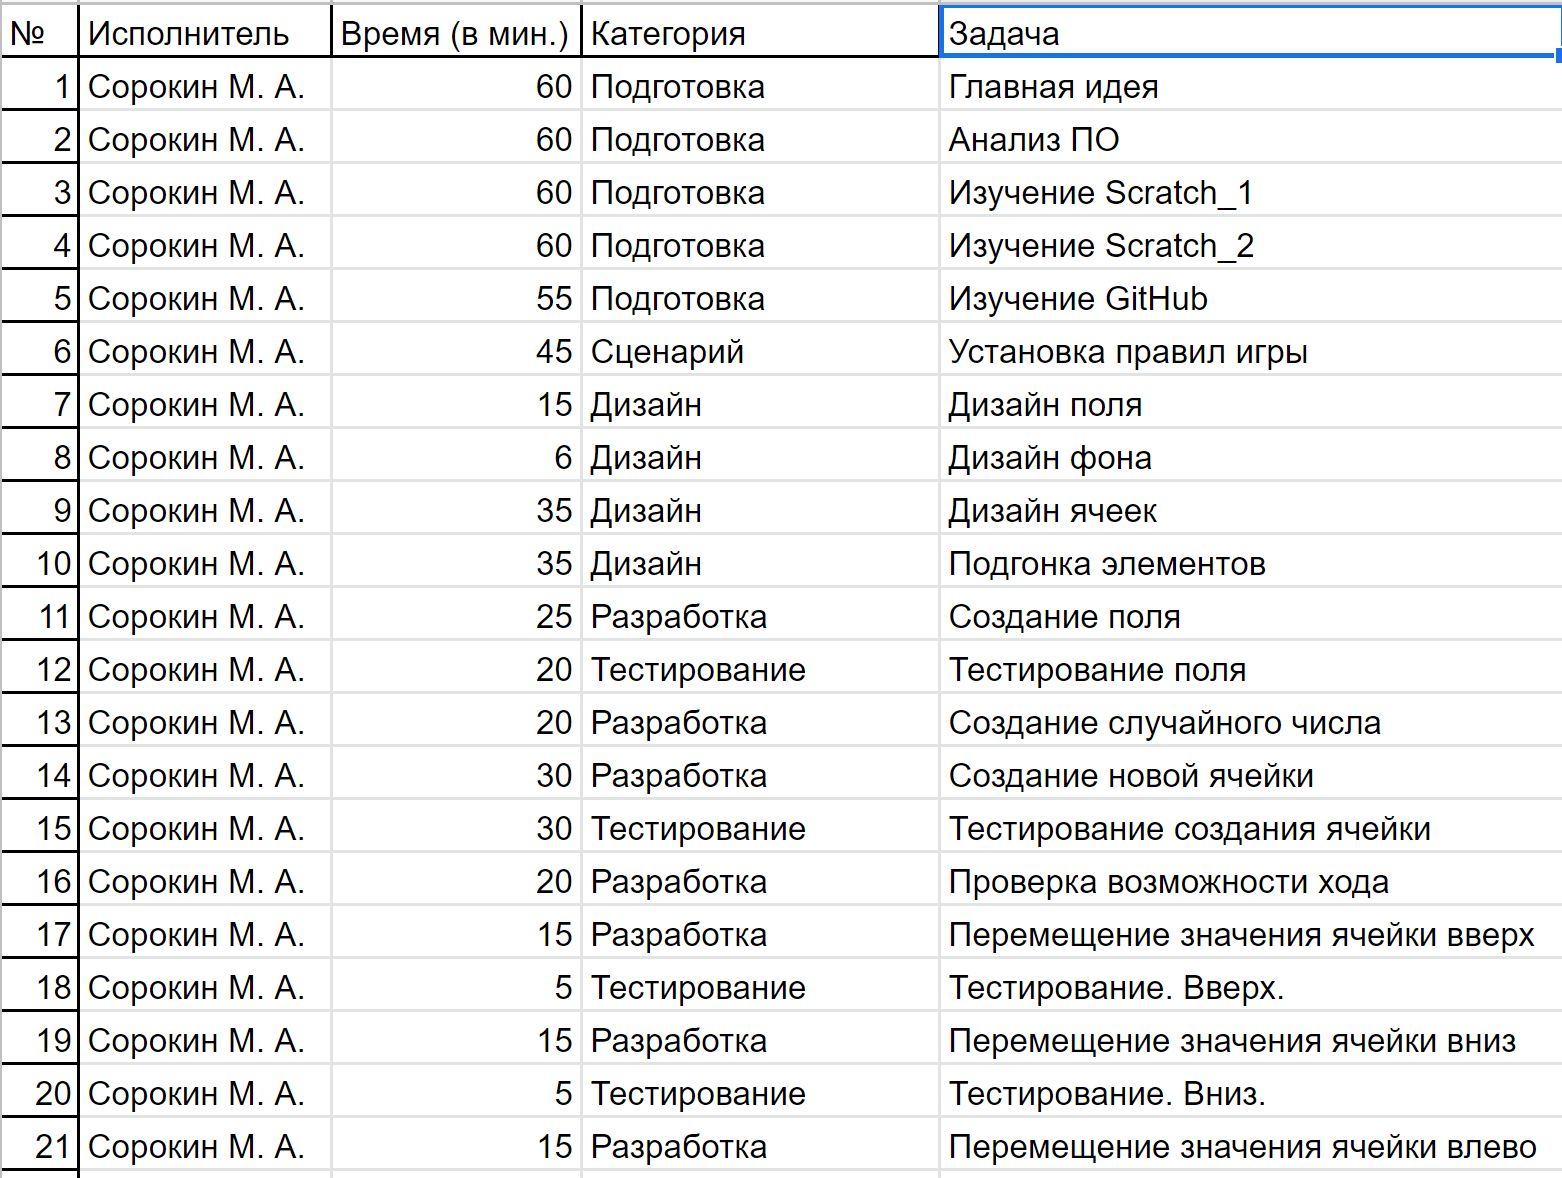 № Исполнитель Время (в мин.) Категория Задача
1 Сорокин М. А. 60 Подготовка Главная идея
2 Сорокин М. А. 60 Подготовка Анализ ПО
3 Сорокин М. А. 60 Подготовка Изучение Scratch_1
4 Сорокин М. А. 60 Подготовка Изучение Scratch_2
5 Сорокин М. А. 55 Подготовка Изучение GitHub
6 Сорокин М. А. 45 Сценарий Установка правил игры
7 Сорокин М. А. 15 Дизайн Дизайн поля
8 Сорокин М. А. 6 Дизайн Дизайн фона
9 Сорокин М. А. 35 Дизайн Дизайн ячеек
10 Сорокин М. А. 35 Дизайн Подгонка элементов
11 Сорокин М. А. 25 Разработка Создание поля
12 Сорокин М. А. 20 Тестирование Тестирование поля
13 Сорокин М. А. 20 Разработка Создание случайного числа
14 Сорокин М. А. 30 Разработка Создание новой ячейки
15 Сорокин М. А. 30 Тестирование Тестирование создания ячейки
16 Сорокин М. А. 20 Разработка Проверка возможности хода
17 Сорокин М. А. 15 Разработка Перемещение значения ячейки вверх
18 Сорокин М. А. 5 Тестирование Тестирование. Вверх.
19 Сорокин М. А. 15 Разработка Перемещение значения ячейки вниз
20 Сорокин М. А. 5 Тестирование Тестирование. Вниз.
21 Сорокин М. А. 15 Разработка Перемещение значения ячейки влево